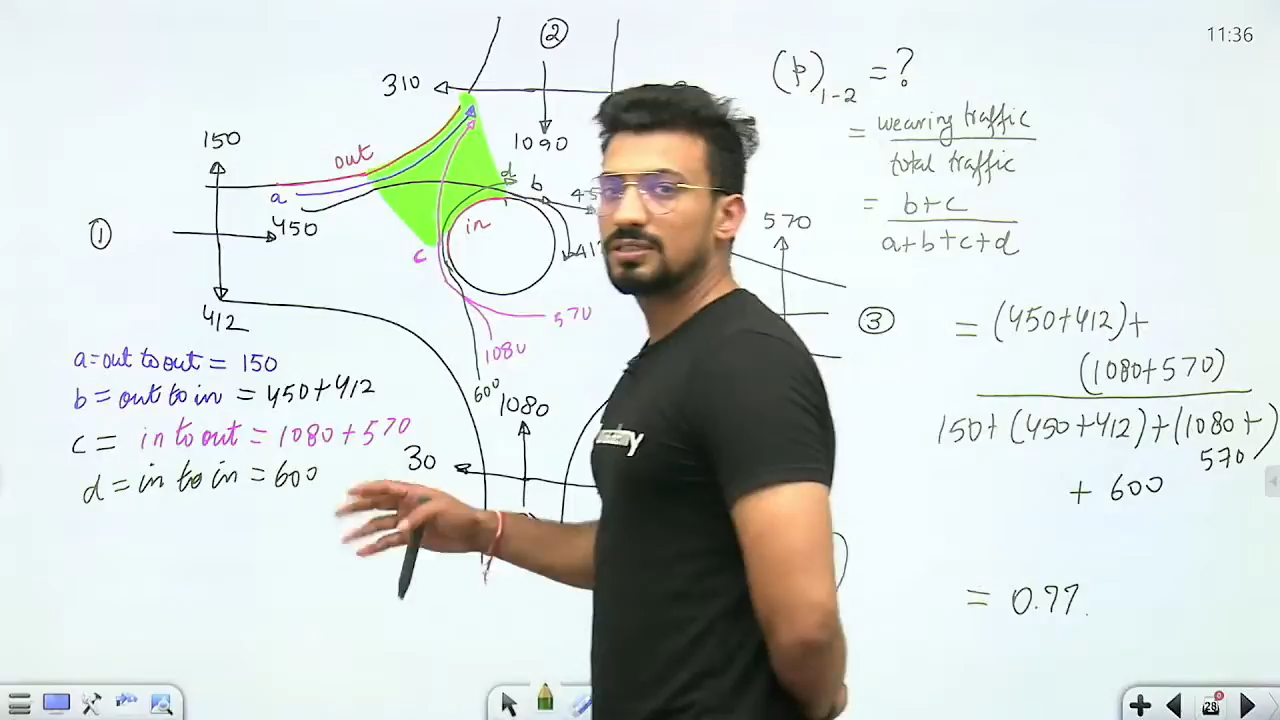 11:36
②
310
1090
150
out
a
450
①
412
d
b
in
c
570
1080
600
a=out to out = 150
b = out to in = 450+412
c = in to out = 1080+570
d = in to in = 600
1080
30
570
③
(p)1-2 = ?
= wearing traffic
total traffic
= b+c
a+b+c+d
= (450+412)+
(1080+570)
150+(450+412)+(1080+
570)
+ 600
= 0.77
28